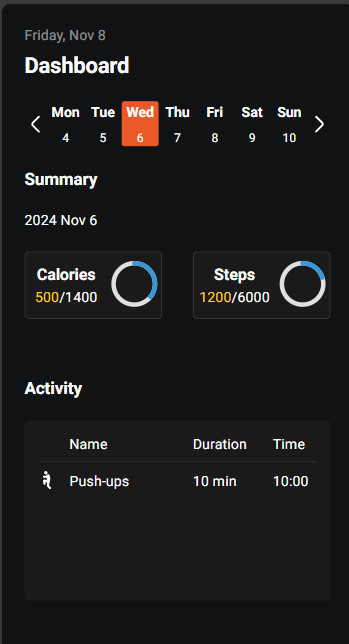 Friday, Nov 8
Dashboard
Mon Tue Wed Thu Fri Sat Sun
4 5 6 7 8 9 10
Summary
2024 Nov 6
Calories Steps
500/1400 1200/6000
Activity
Name Duration Time
Push-ups 10 min 10:00